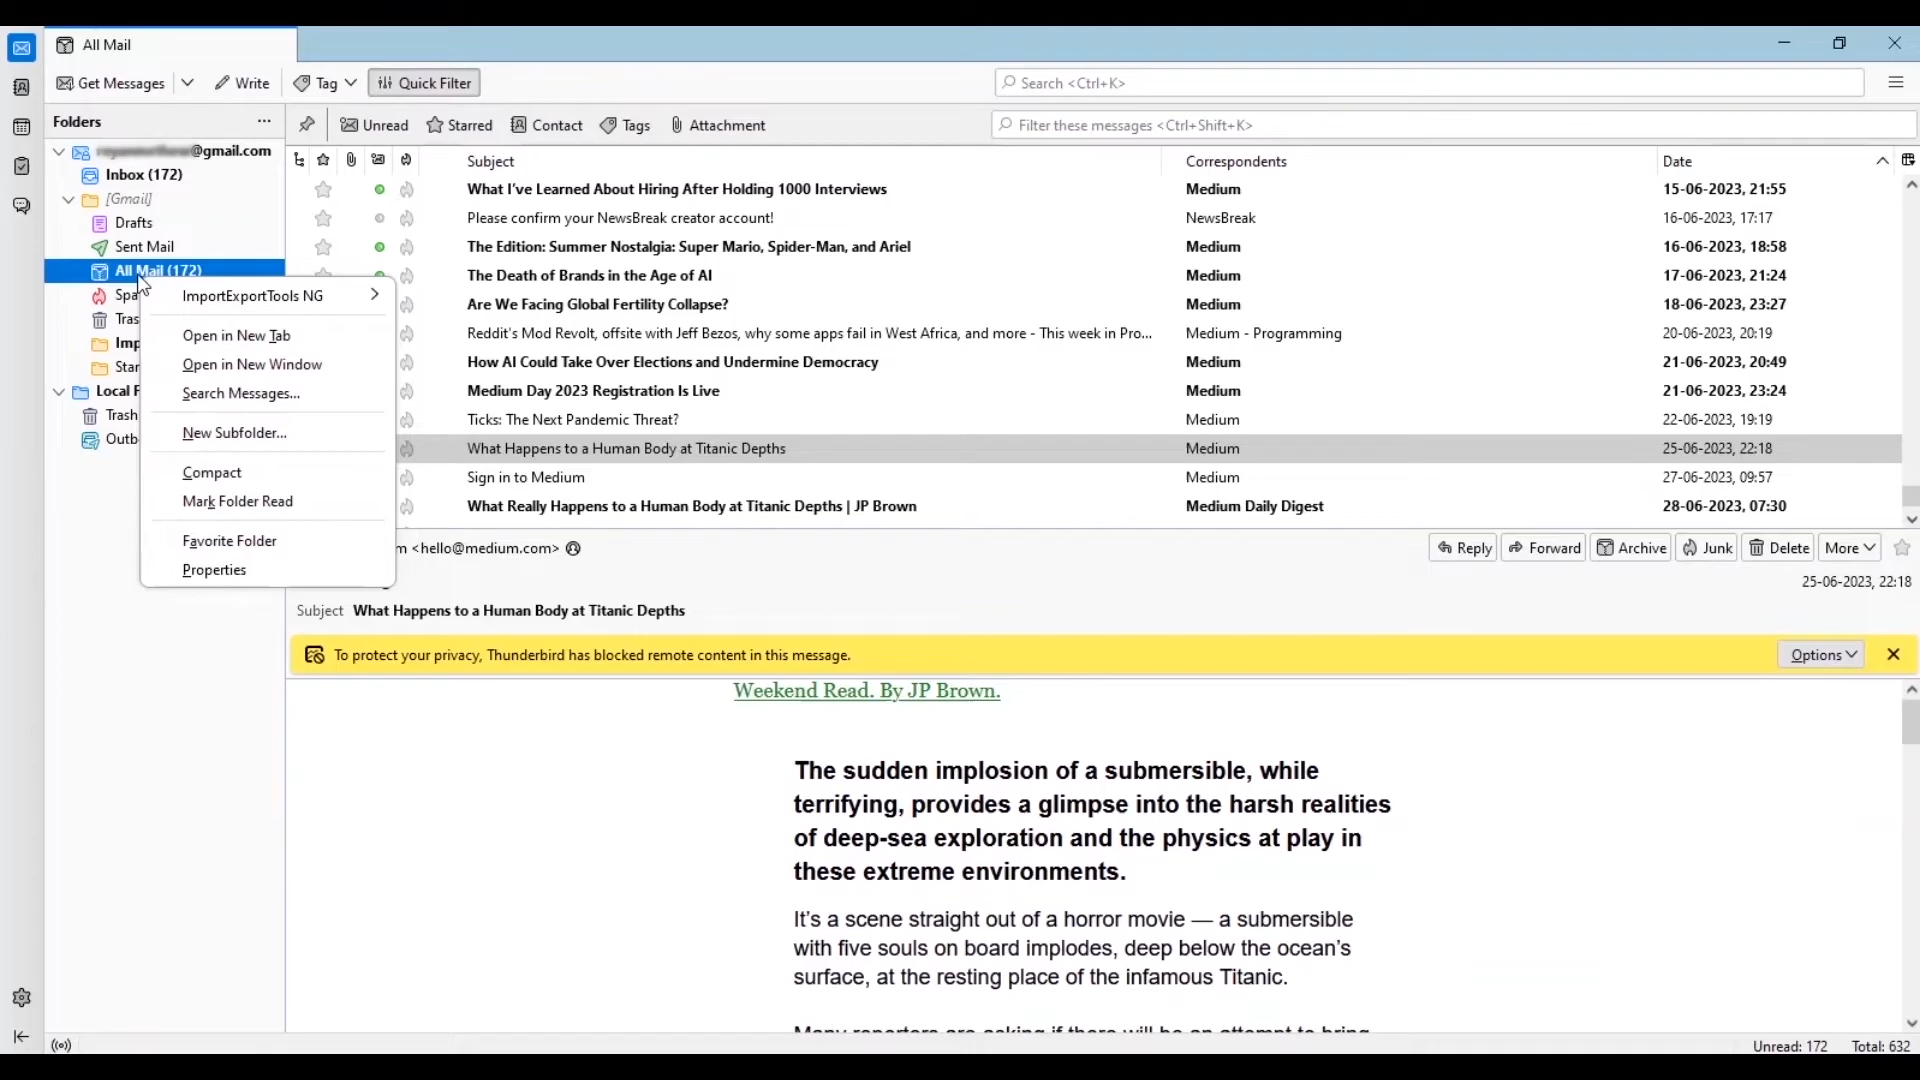 All Mail
Get Messages
Write
Tag
Quick Filter
Search <Ctrl+K>
Folders
Unread
Starred
Contact
Tags
Attachment
Filter these messages <Ctrl+Shift+K>
@gmail.com
Inbox (172)
[Gmail]
Drafts
Sent Mail
All Mail (172)
Spa
Tras
Imp
Star
Local F
Trash
Outb
ImportExportTools NG
Open in New Tab
Open in New Window
Search Messages...
New Subfolder...
Compact
Mark Folder Read
Favorite Folder
Properties
Subject Correspondents Date
What I've Learned About Hiring After Holding 1000 Interviews Medium 15-06-2023, 21:55
Please confirm your NewsBreak creator account! NewsBreak 16-06-2023, 17:17
The Edition: Summer Nostalgia: Super Mario, Spider-Man, and Ariel Medium 16-06-2023, 18:58
The Death of Brands in the Age of AI Medium 17-06-2023, 21:24
Are We Facing Global Fertility Collapse? Medium 18-06-2023, 23:27
Reddit's Mod Revolt, offsite with Jeff Bezos, why some apps fail in West Africa, and more - This week in Pro... Medium - Programming 20-06-2023, 20:19
How AI Could Take Over Elections and Undermine Democracy Medium 21-06-2023, 20:49
Medium Day 2023 Registration Is Live Medium 21-06-2023, 23:24
Ticks: The Next Pandemic Threat? Medium 22-06-2023, 19:19
What Happens to a Human Body at Titanic Depths Medium 25-06-2023, 22:18
Sign in to Medium Medium 27-06-2023, 09:57
What Really Happens to a Human Body at Titanic Depths | JP Brown Medium Daily Digest 28-06-2023, 07:30
m <hello@medium.com>
Reply
Forward
Archive
Junk
Delete
More
25-06-2023, 22:18
Subject What Happens to a Human Body at Titanic Depths
To protect your privacy, Thunderbird has blocked remote content in this message.
Options
Weekend Read. By JP Brown.
The sudden implosion of a submersible, while
terrifying, provides a glimpse into the harsh realities
of deep-sea exploration and the physics at play in
these extreme environments.
It's a scene straight out of a horror movie — a submersible
with five souls on board implodes, deep below the ocean's
surface, at the resting place of the infamous Titanic.
Many reporters are asking if there will be an attempt to bring
Unread: 172 Total: 632